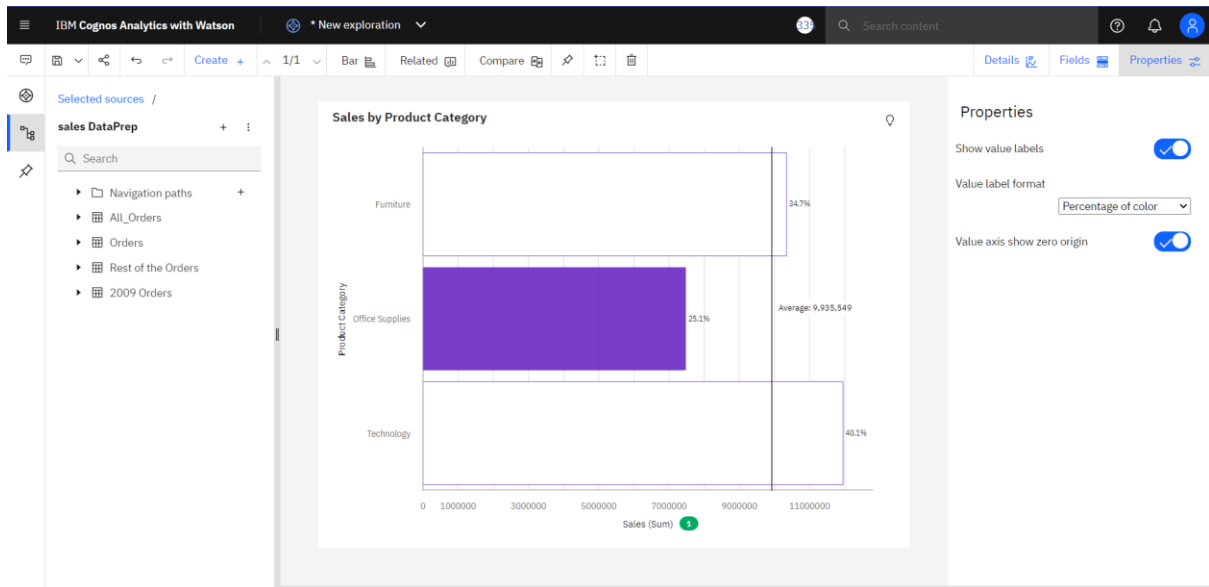 IBM Cognos Analytics with Watson
* New exploration
Search content
Create +
1/1
Bar
Related
Compare
Details
Fields
Properties
Selected sources /
sales DataPrep
Search
Navigation paths
All_Orders
Orders
Rest of the Orders
2009 Orders
Sales by Product Category
Product Category
Furniture
34.7%
Office Supplies
25.1%
Average: 9,935,549
Technology
40.1%
0 1000000 3000000 5000000 7000000 9000000 11000000
Sales (Sum) 1
Properties
Show value labels
Value label format
Percentage of color
Value axis show zero origin